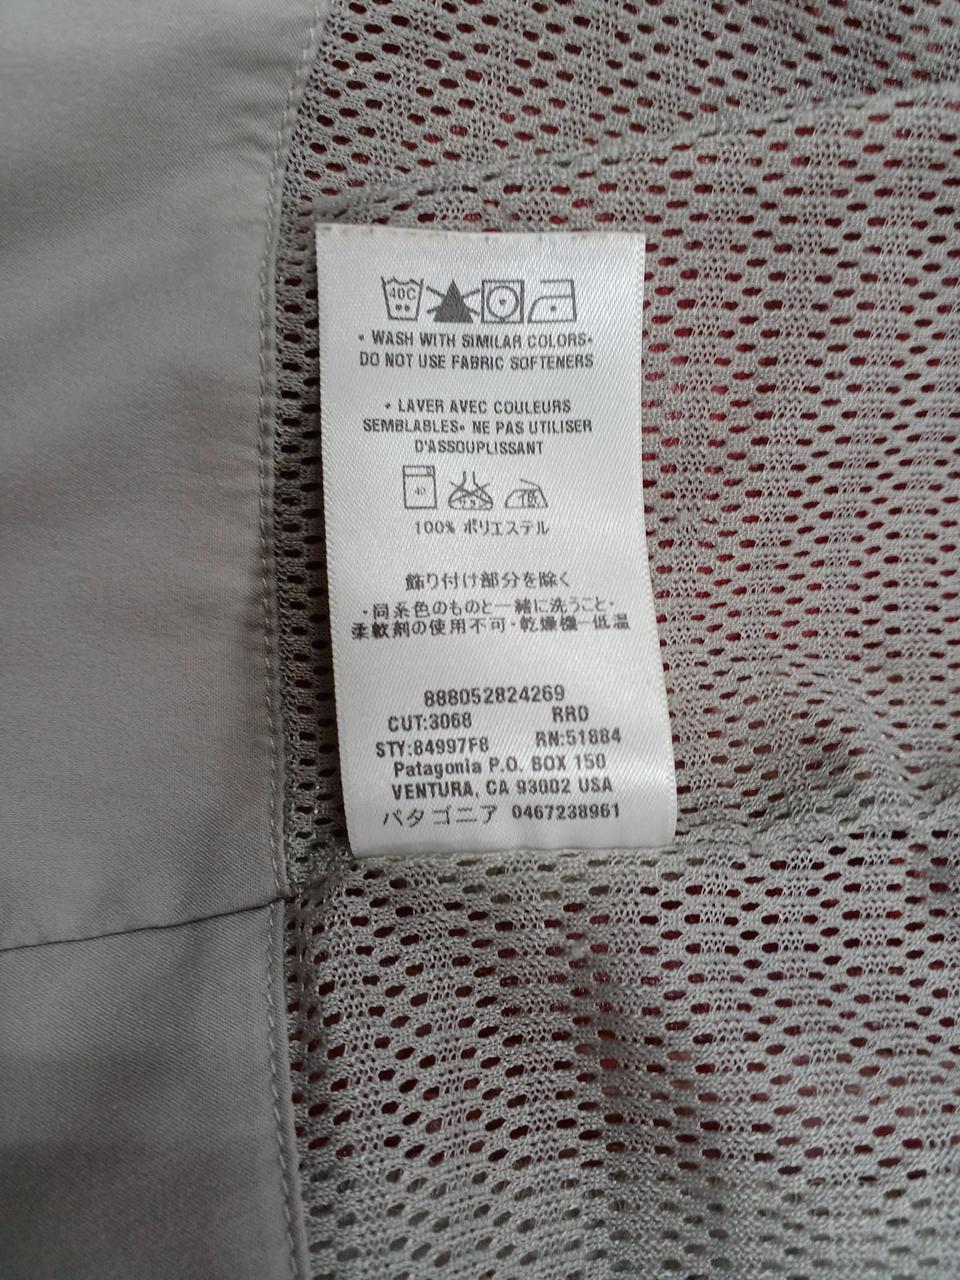 40C
• WASH WITH SIMILAR COLORS•
DO NOT USE FABRIC SOFTENERS
• LAVER AVEC COULEURS
SEMBLABLES• NE PAS UTILISER
D'ASSOUPLISSANT
40 低
100% ポリエステル
飾り付け部分を除く
・同系色のものと一緒に洗うこと・
柔軟剤の使用不可・乾燥機ー低温
888052824269
CUT:3068 RRD
STY:84997F8 RN:51884
Patagonia P.O. BOX 150
VENTURA, CA 93002 USA
パタゴニア 0467238961